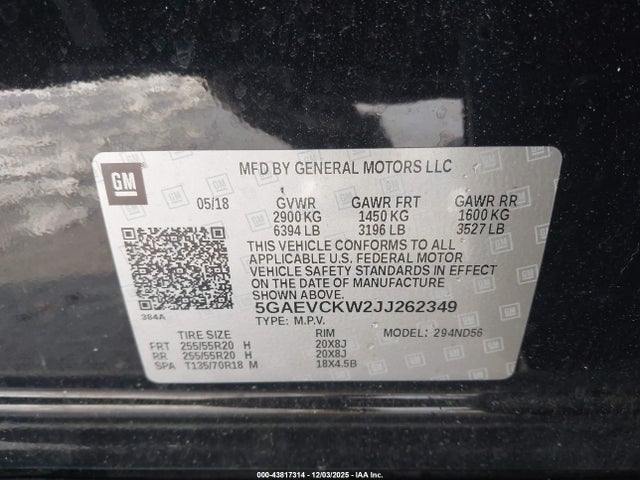 GM
MFD BY GENERAL MOTORS LLC
05/18 GVWR GAWR FRT GAWR RR
2900 KG 1450 KG 1600 KG
6394 LB 3196 LB 3527 LB
THIS VEHICLE CONFORMS TO ALL
APPLICABLE U.S. FEDERAL MOTOR
VEHICLE SAFETY STANDARDS IN EFFECT
ON THE DATE OF MANUFACTURE
SHOWN ABOVE.
384A
5GAEVCKW2JJ262349
TYPE: M.P.V. MODEL: 294ND56
TIRE SIZE RIM
FRT 255/55R20 H 20X8J
RR 255/55R20 H 20X8J
SPA T135/70R18 M 18X4.5B
00-43817314 - 12/03/2025 - IAA Inc.